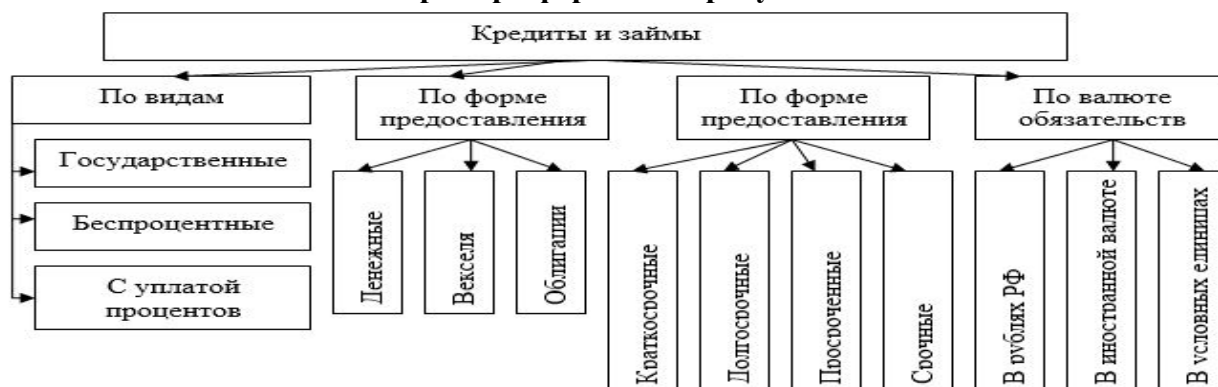 Кредиты и займы
По видам
Государственные
Беспроцентные
С уплатой
процентов
По форме
предоставления
Денежные
Векселя
Облигации
По форме
предоставления
Краткосрочные
Долгосрочные
Просроченные
Срочные
По валюте
обязательств
В рублях РФ
В иностранной валюте
В условных единицах